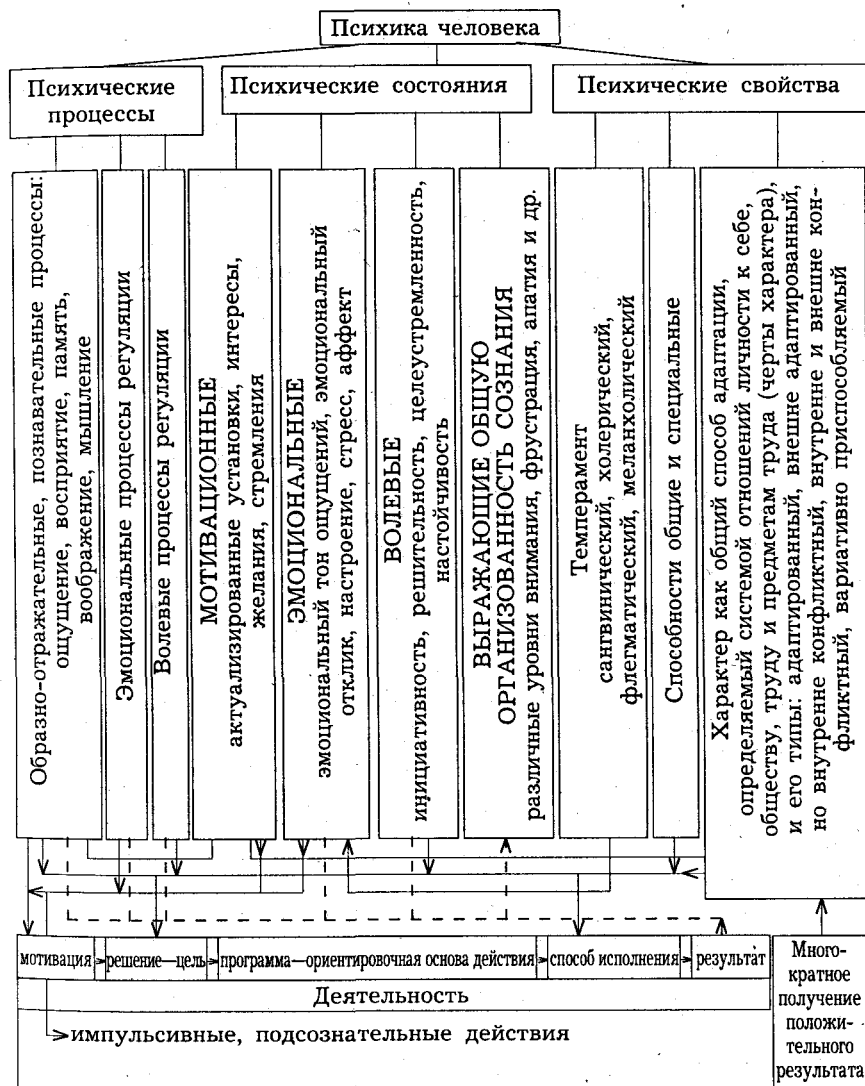 Психика человека
Психические
процессы
Психические состояния
Психические свойства
Образно-отражательные, познавательные процессы:
ощущение, восприятие, память,
воображение, мышление
Эмоциональные процессы регуляции
Волевые процессы регуляции
МОТИВАЦИОННЫЕ
актуализированные установки, интересы,
желания, стремления
ЭМОЦИОНАЛЬНЫЕ
эмоциональный тон ощущений, эмоциональный
отклик, настроение, стресс, аффект
ВОЛЕВЫЕ
инициативность, решительность, целеустремленность,
настойчивость
ВЫРАЖАЮЩИЕ ОБЩУЮ
ОРГАНИЗОВАННОСТЬ СОЗНАНИЯ
различные уровни внимания, фрустрация, апатия и др.
Темперамент
сангвинический, холерический,
флегматический, меланхолический
Способности общие и специальные
Характер как общий способ адаптации,
определяемый системой отношений личности к себе,
обществу, труду и предметам труда (черты характера),
и его типы: адаптированный, внешне адаптированный,
но внутренне конфликтный, внутренне и внешне кон-
фликтный, вариативно приспособляемый
мотивация
решение—цель
программа—ориентировочная основа действия
способ исполнения
результат
Деятельность
импульсивные, подсознательные действия
Много-
кратное
получение
положи-
тельного
результата